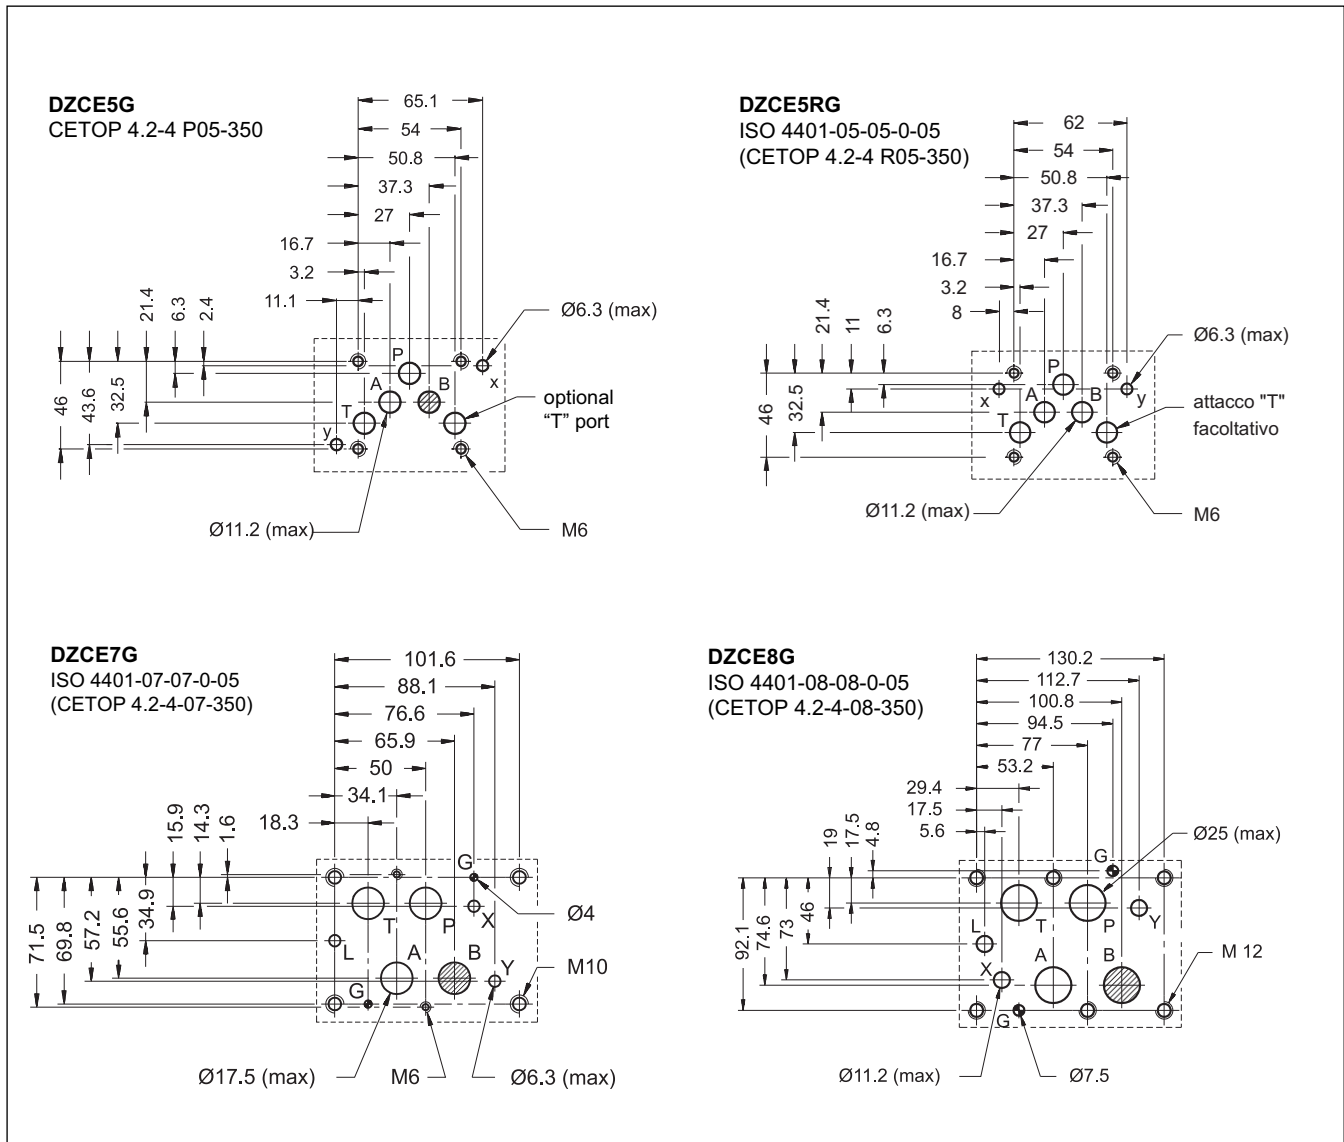 DZCE5G
CETOP 4.2-4 P05-350
65.1
54
50.8
37.3
27
16.7
3.2
11.1
21.4
6.3
2.4
46
43.6
32.5
Ø6.3 (max)
P
x
A
B
T
y
optional
“T” port
Ø11.2 (max)
M6
DZCE5RG
ISO 4401-05-05-0-05
(CETOP 4.2-4 R05-350)
62
54
50.8
37.3
27
16.7
3.2
8
21.4
11
6.3
46
32.5
Ø6.3 (max)
P
x
y
A
B
T
attacco "T"
facoltativo
Ø11.2 (max)
M6
DZCE7G
ISO 4401-07-07-0-05
(CETOP 4.2-4-07-350)
101.6
88.1
76.6
65.9
50
34.1
18.3
15.9
14.3
1.6
71.5
69.8
57.2
55.6
34.9
G
T
P
X
Ø4
L
A
B
Y
M10
G
Ø17.5 (max)
M6
Ø6.3 (max)
DZCE8G
ISO 4401-08-08-0-05
(CETOP 4.2-4-08-350)
130.2
112.7
100.8
94.5
77
53.2
29.4
17.5
5.6
19
17.5
4.8
92.1
74.6
73
46
Ø25 (max)
G
T
P
Y
L
A
B
M 12
X
G
Ø11.2 (max)
Ø7.5